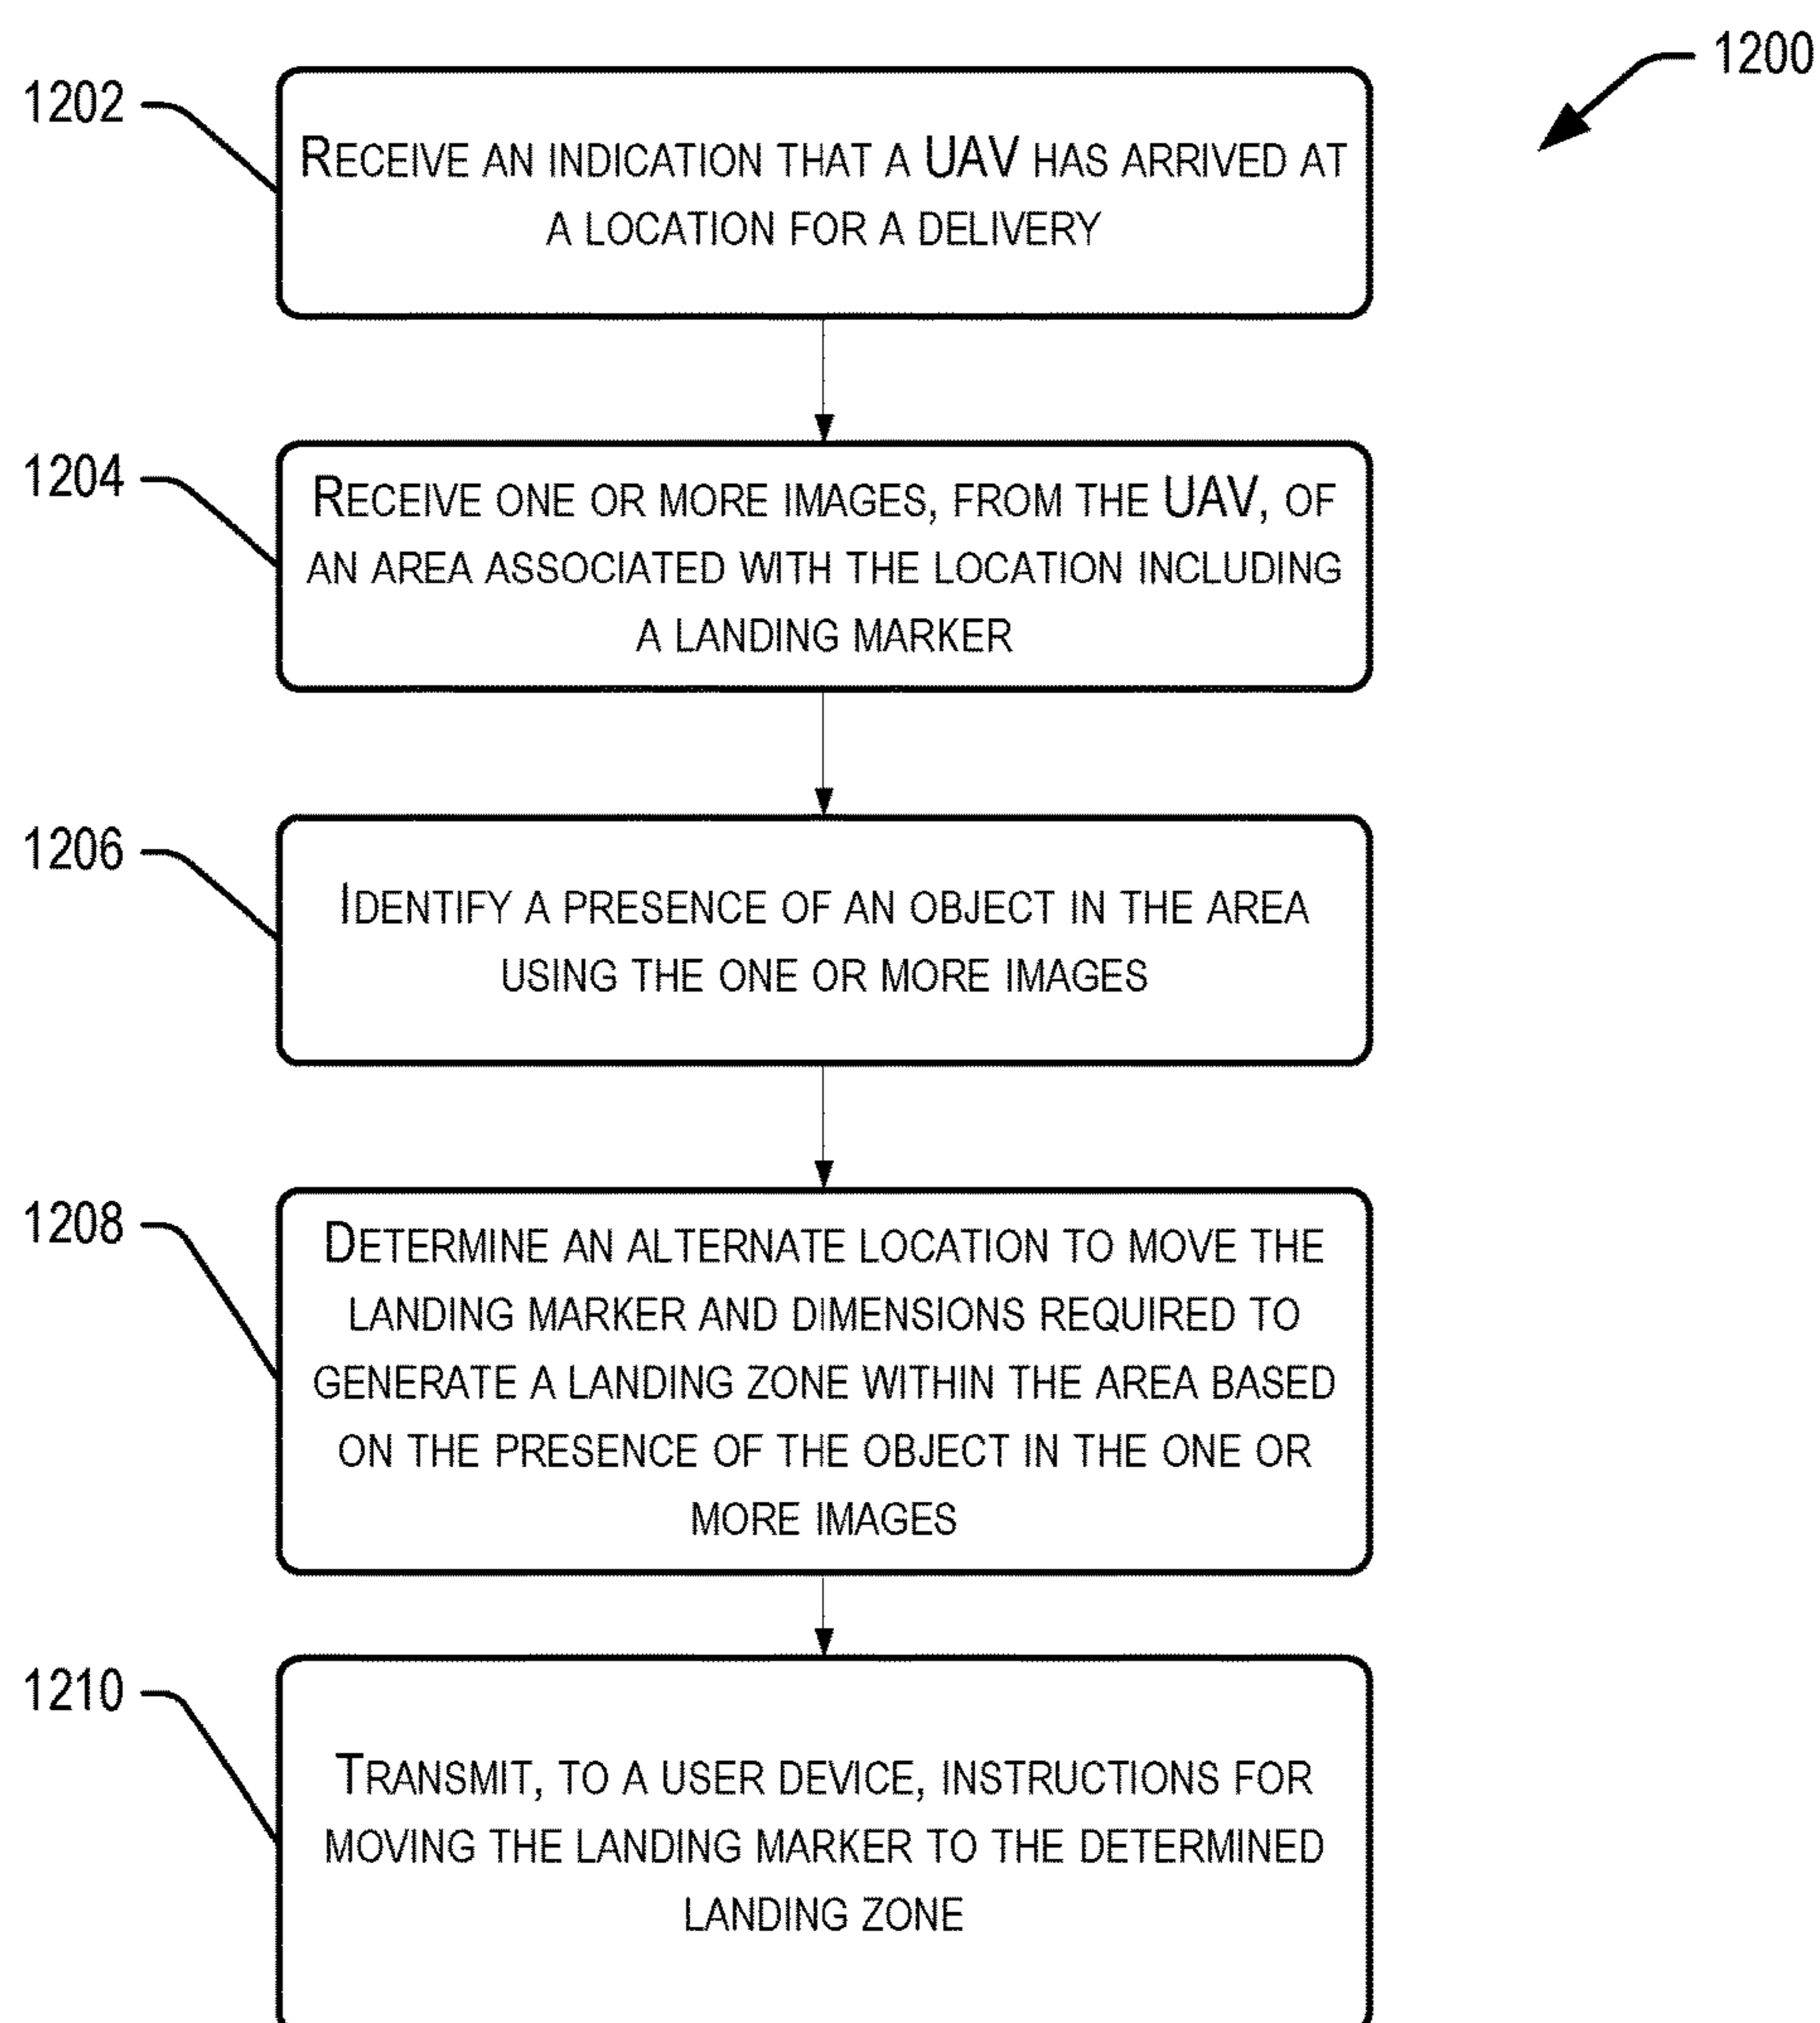 1200
1202
RECEIVE AN INDICATION THAT A UAV HAS ARRIVED AT
A LOCATION FOR A DELIVERY
1204
RECEIVE ONE OR MORE IMAGES, FROM THE UAV, OF
AN AREA ASSOCIATED WITH THE LOCATION INCLUDING
A LANDING MARKER
1206
IDENTIFY A PRESENCE OF AN OBJECT IN THE AREA
USING THE ONE OR MORE IMAGES
1208
DETERMINE AN ALTERNATE LOCATION TO MOVE THE
LANDING MARKER AND DIMENSIONS REQUIRED TO
GENERATE A LANDING ZONE WITHIN THE AREA BASED
ON THE PRESENCE OF THE OBJECT IN THE ONE OR
MORE IMAGES
1210
TRANSMIT, TO A USER DEVICE, INSTRUCTIONS FOR
MOVING THE LANDING MARKER TO THE DETERMINED
LANDING ZONE